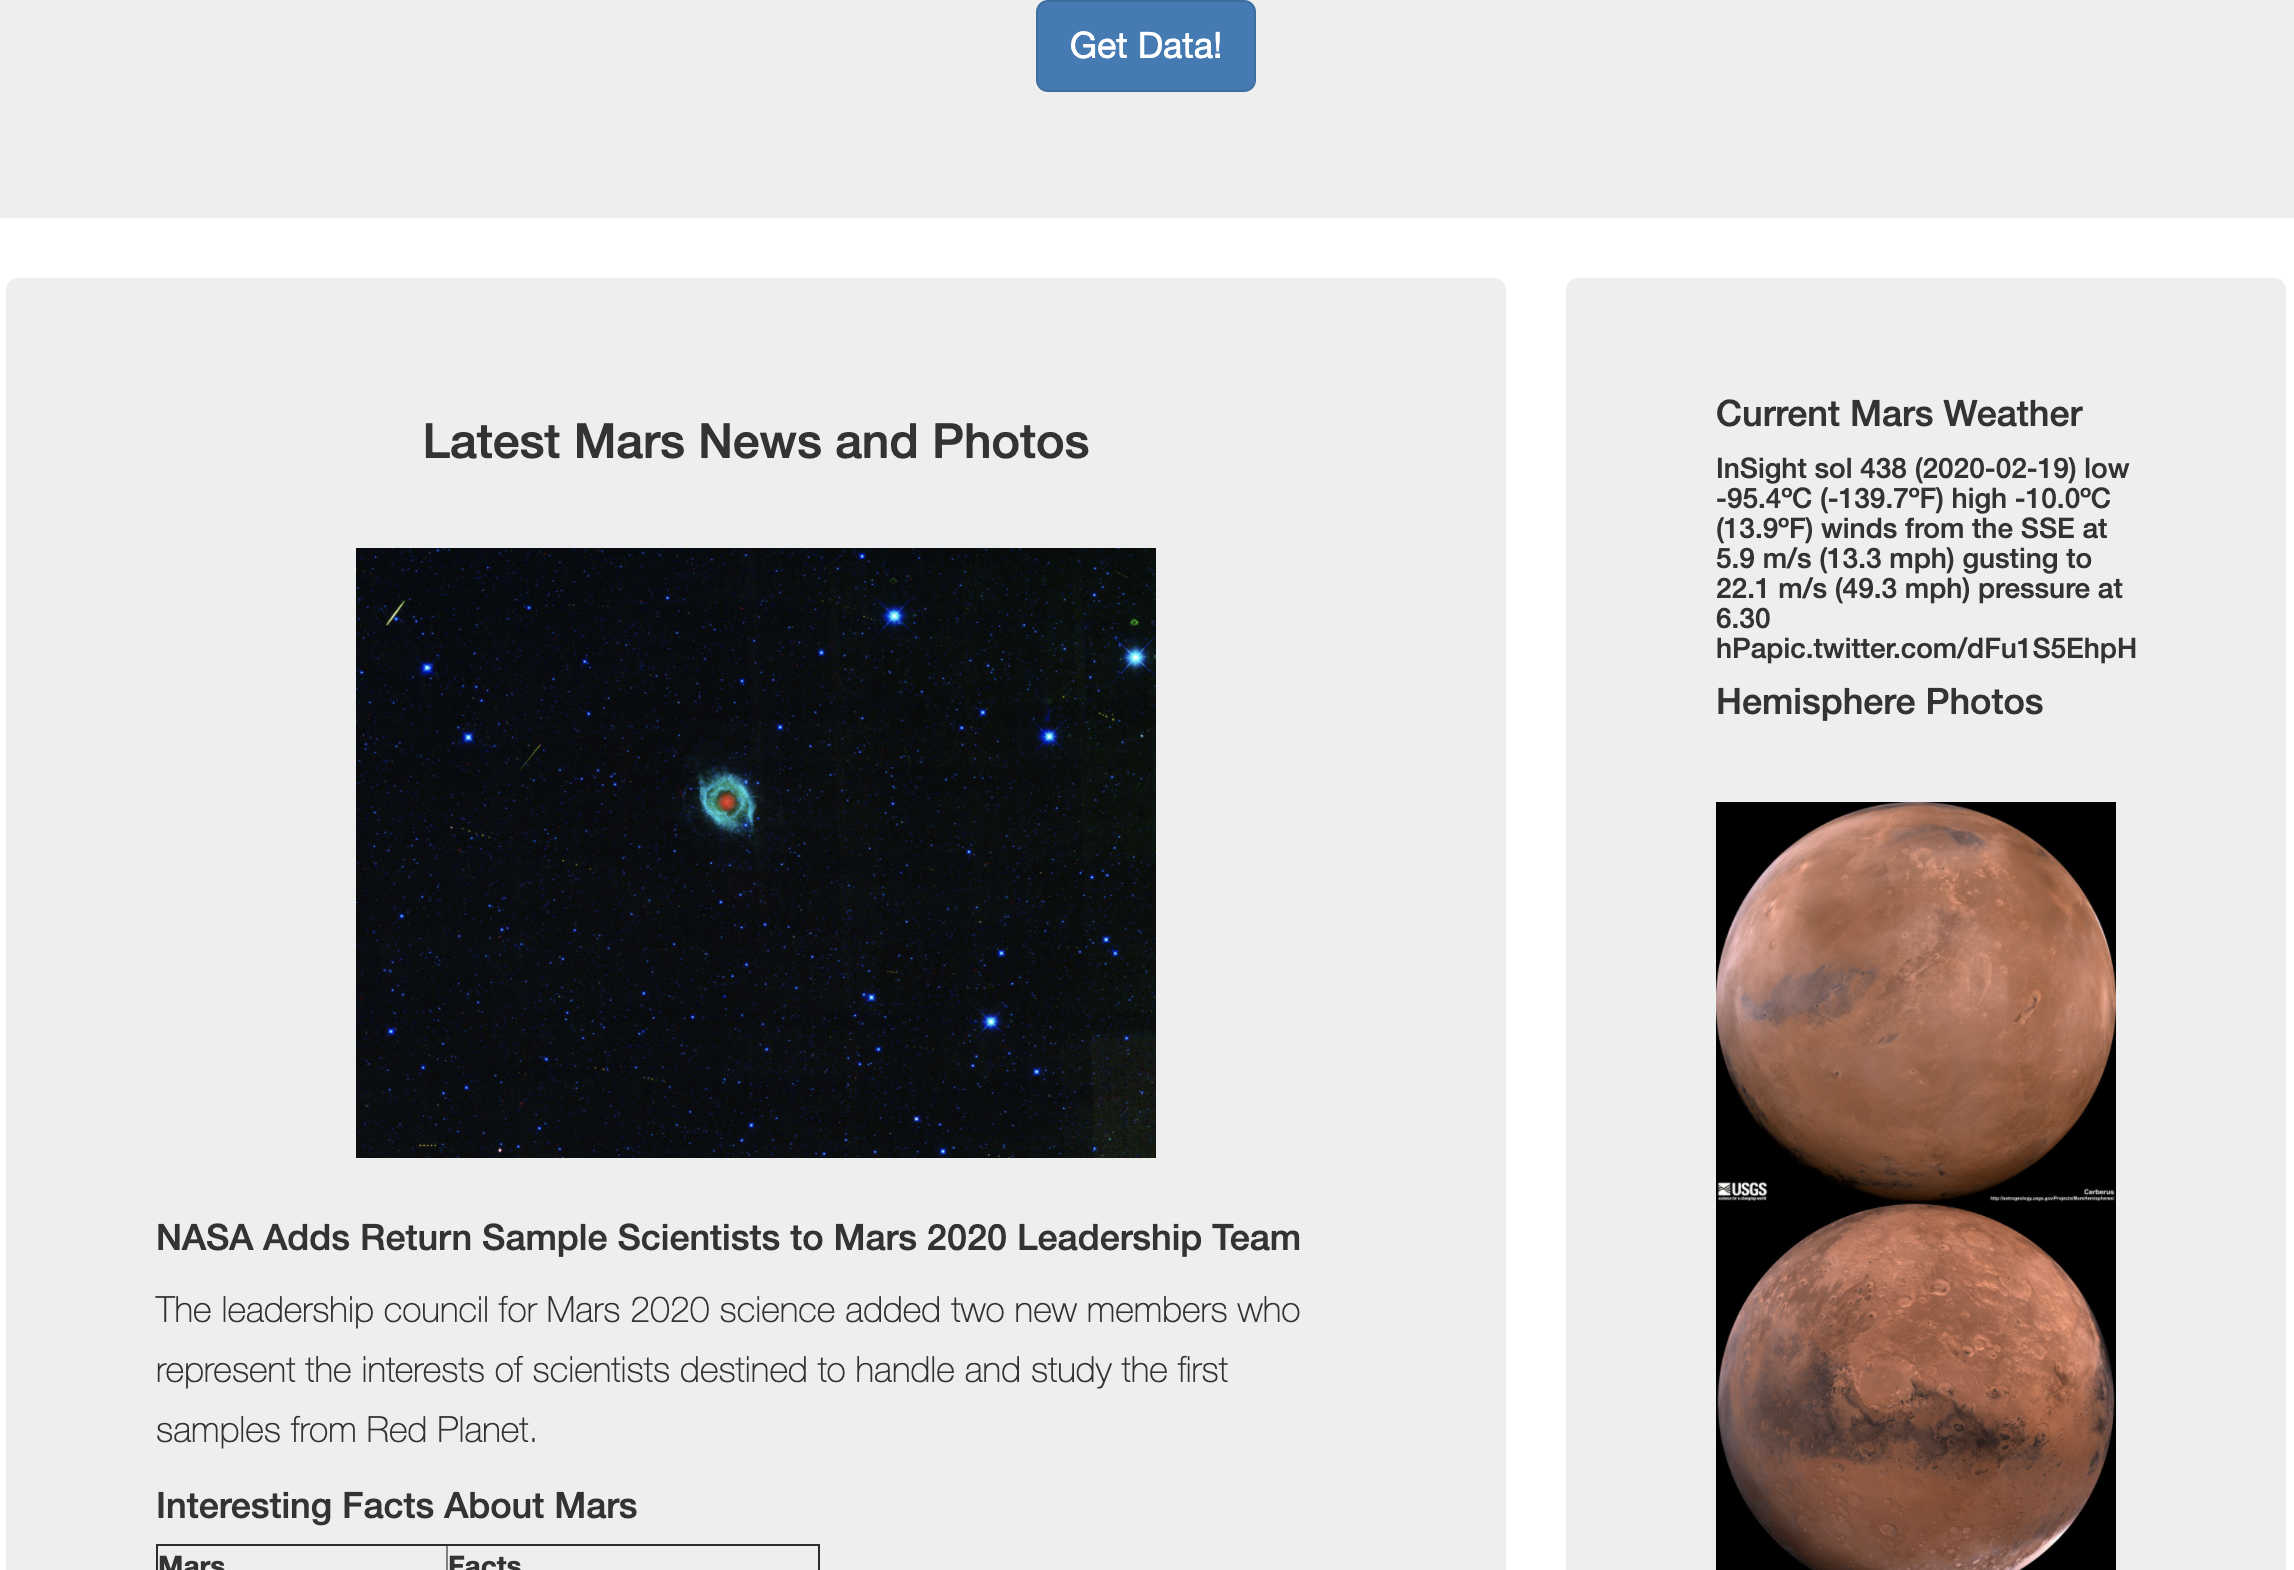 Get Data!
Latest Mars News and Photos
NASA Adds Return Sample Scientists to Mars 2020 Leadership Team
The leadership council for Mars 2020 science added two new members who
represent the interests of scientists destined to handle and study the first
samples from Red Planet.
Interesting Facts About Mars
Mars Facts
Current Mars Weather
InSight sol 438 (2020-02-19) low
-95.4ºC (-139.7ºF) high -10.0ºC
(13.9ºF) winds from the SSE at
5.9 m/s (13.3 mph) gusting to
22.1 m/s (49.3 mph) pressure at
6.30
hPapic.twitter.com/dFu1S5EhpH
Hemisphere Photos
USGS
Cerberus